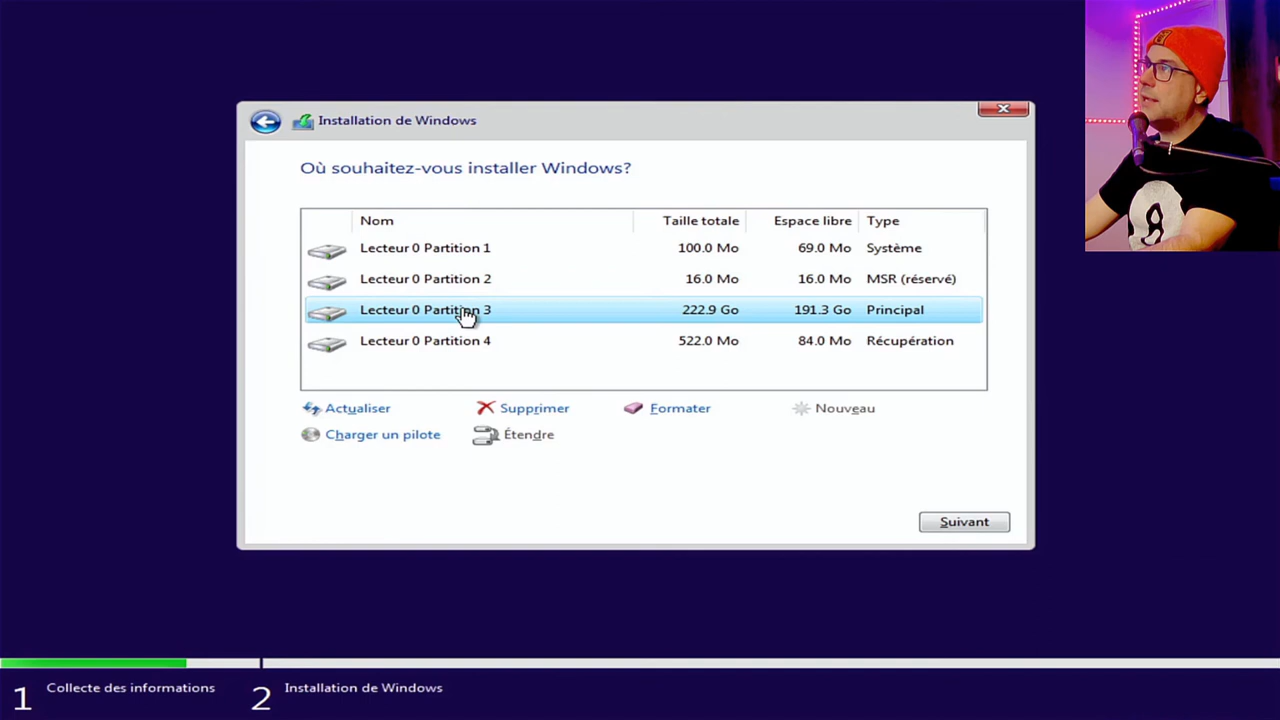 Installation de Windows
Où souhaitez-vous installer Windows?
Nom Taille totale Espace libre Type
Lecteur 0 Partition 1 100.0 Mo 69.0 Mo Système
Lecteur 0 Partition 2 16.0 Mo 16.0 Mo MSR (réservé)
Lecteur 0 Partition 3 222.9 Go 191.3 Go Principal
Lecteur 0 Partition 4 522.0 Mo 84.0 Mo Récupération
Actualiser Supprimer Formater Nouveau
Charger un pilote Étendre
Suivant
1 Collecte des informations 2 Installation de Windows